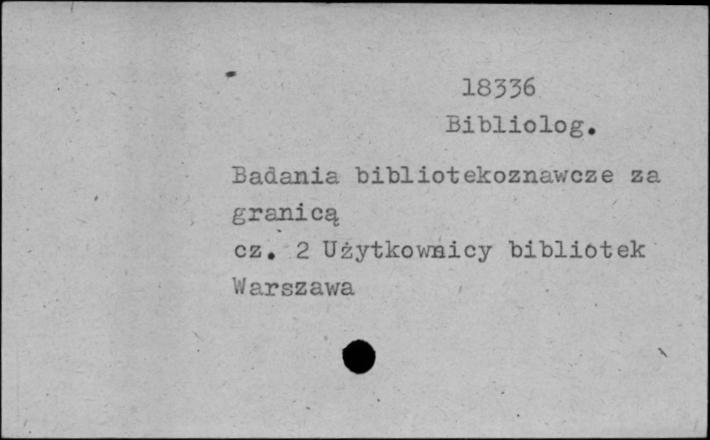 18336
Bibliolog.
Badania bibliotekoznawcze za
granicą
cz. 2 Użytkownicy bibliotek
Warszawa